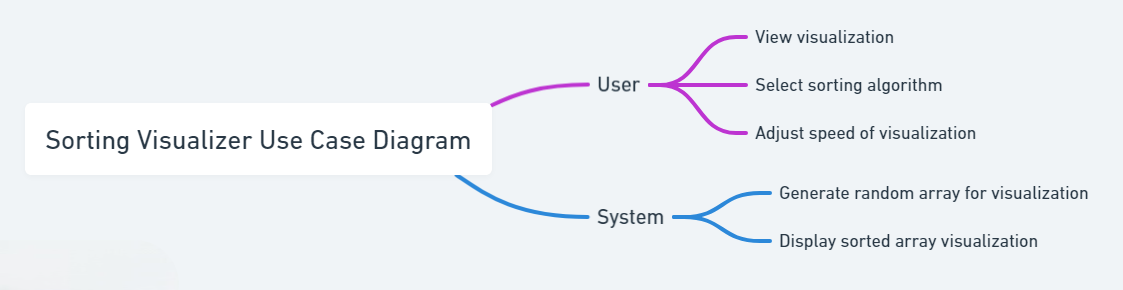 Sorting Visualizer Use Case Diagram
User
View visualization
Select sorting algorithm
Adjust speed of visualization
System
Generate random array for visualization
Display sorted array visualization